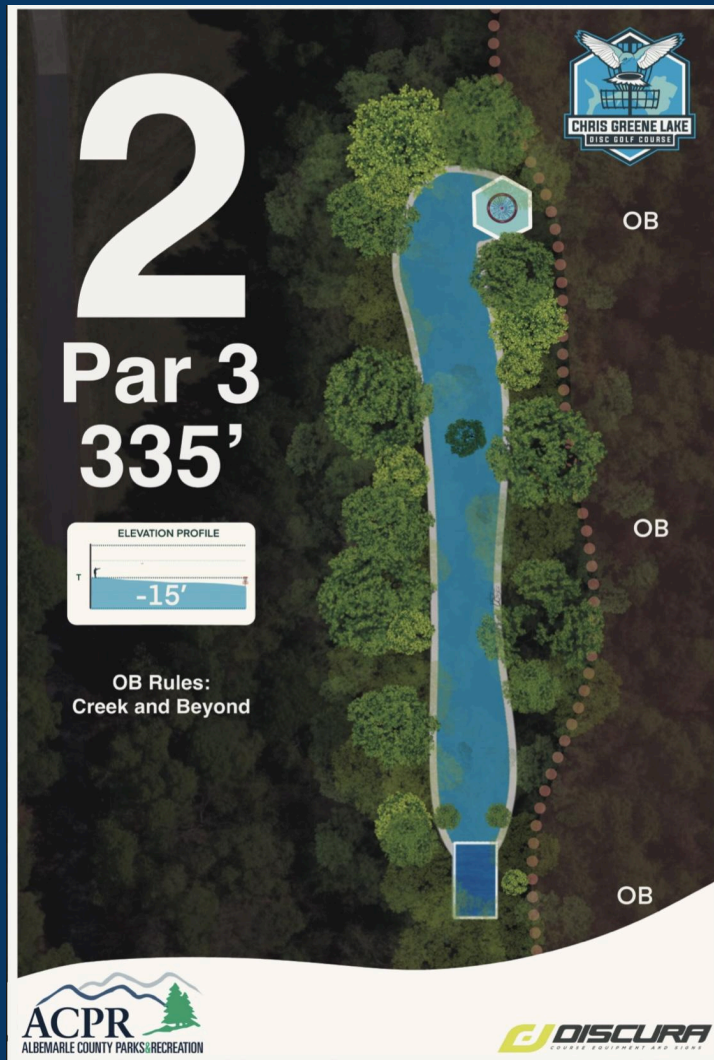 2
Par 3
335’
ELEVATION PROFILE
T
-15’
OB Rules:
Creek and Beyond
CHRIS GREENE LAKE
DISC GOLF COURSE
OB
OB
OB
ACPR
ALBEMARLE COUNTY PARKS&RECREATION
DISCURA
COURSE EQUIPMENT AND SIGNS